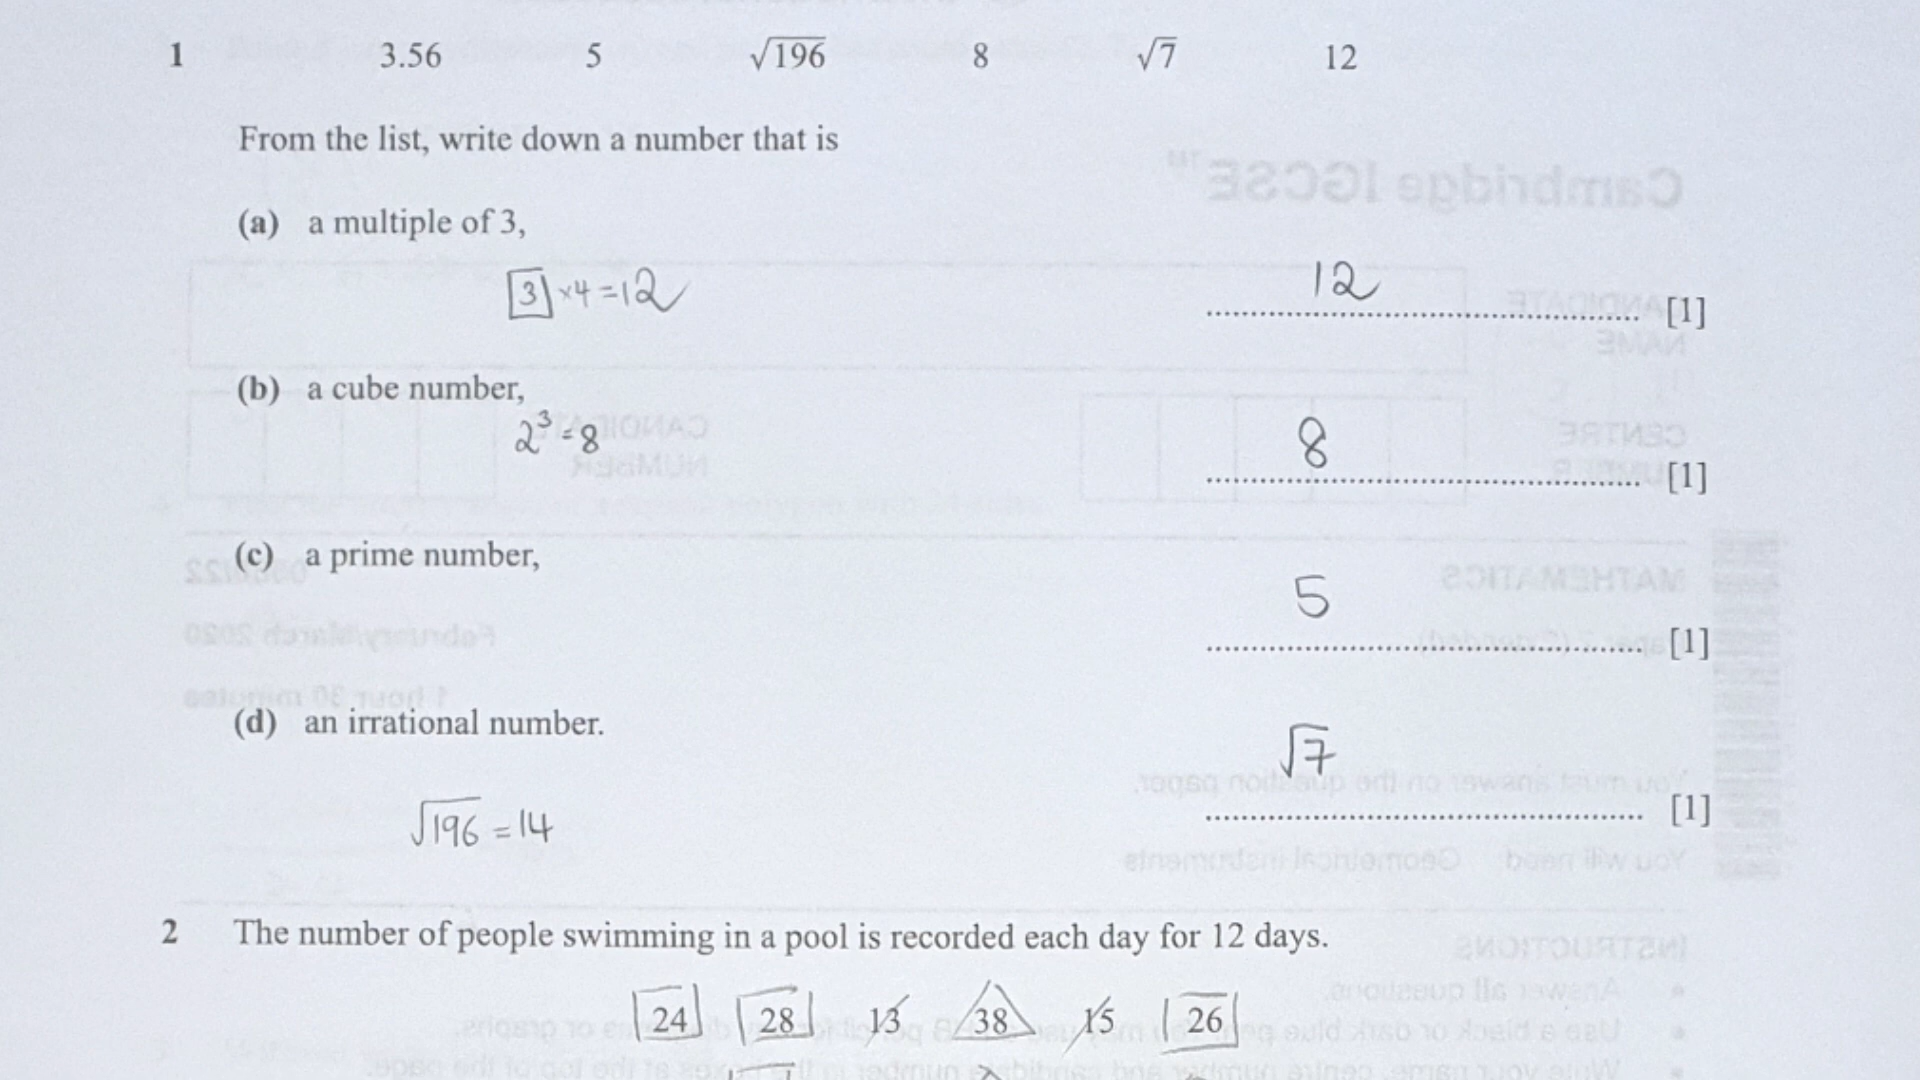 1 3.56 5 √196 8 √7 12
From the list, write down a number that is
(a) a multiple of 3,
3 ×4 =12
12 [1]
(b) a cube number,
2³=8
8 [1]
(c) a prime number,
5 [1]
(d) an irrational number.
√7 [1]
√196 = 14
2 The number of people swimming in a pool is recorded each day for 12 days.
24 28 13 38 15 26